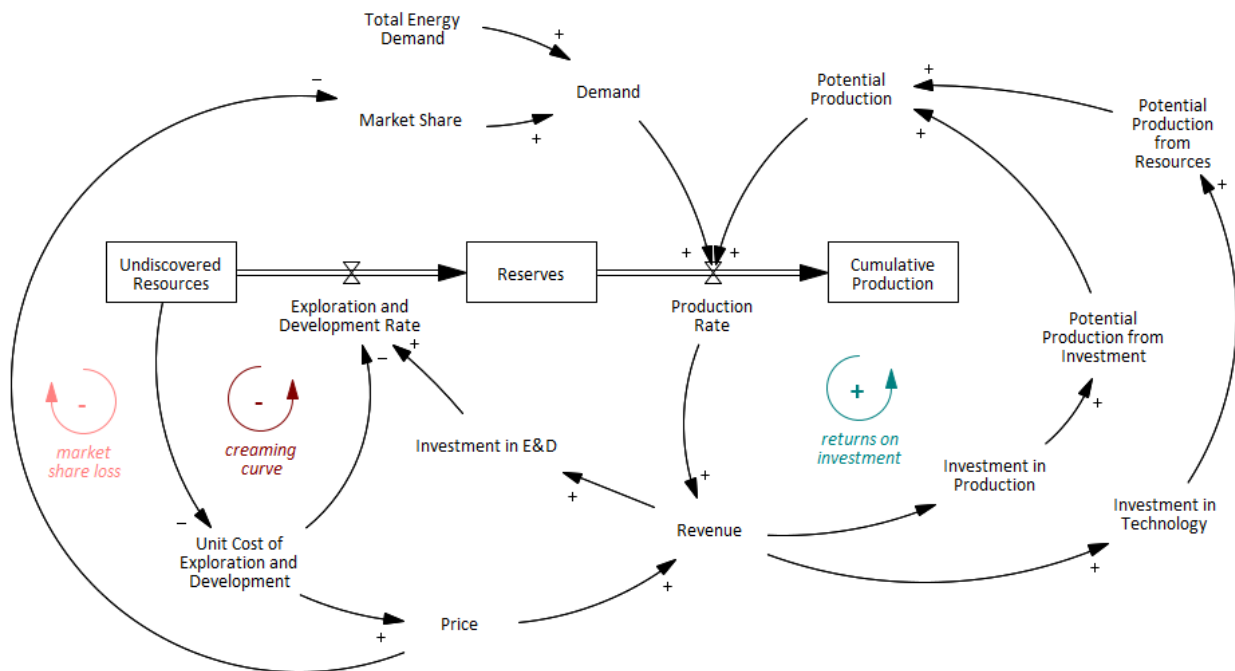 Total Energy
Demand
+
−
Demand
Market Share
+
Potential
Production
+
+
Potential
Production
from
Resources
+
+
+
Undiscovered
Resources
Reserves
Cumulative
Production
Exploration and
Development Rate
+
−
Production
Rate
Potential
Production from
Investment
+
-
market
share loss
-
creaming
curve
+
returns on
investment
Investment in E&D
+
+
Investment in
Production
Investment in
Technology
+
−
Unit Cost of
Exploration and
Development
Revenue
+
+
Price